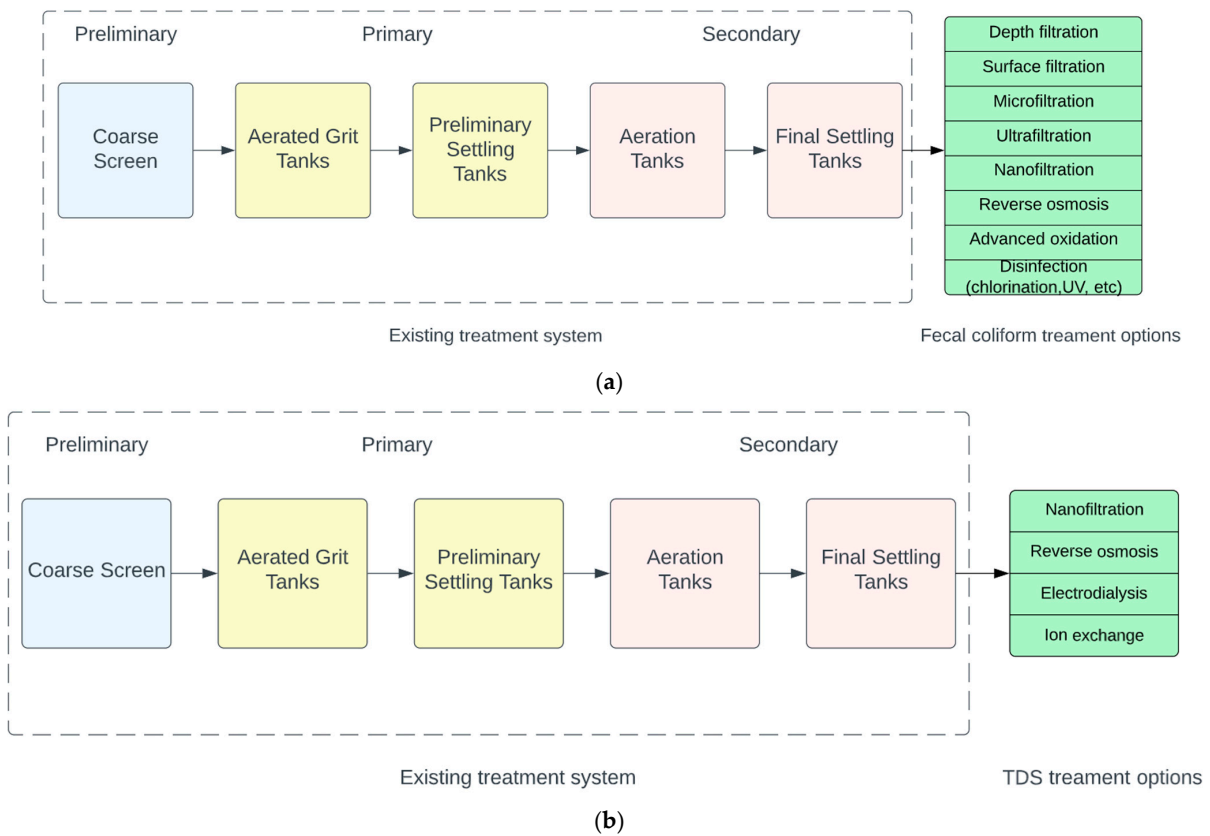 Preliminary
Primary
Secondary
Coarse
Screen
Aerated Grit
Tanks
Preliminary
Settling
Tanks
Aeration
Tanks
Final Settling
Tanks
Depth filtration
Surface filtration
Microfiltration
Ultrafiltration
Nanofiltration
Reverse osmosis
Advanced oxidation
Disinfection
(chlorination,UV, etc)
Existing treatment system
Fecal coliform treament options
(a)
Preliminary
Primary
Secondary
Coarse Screen
Aerated Grit
Tanks
Preliminary
Settling Tanks
Aeration
Tanks
Final Settling
Tanks
Nanofiltration
Reverse osmosis
Electrodialysis
Ion exchange
Existing treatment system
TDS treament options
(b)